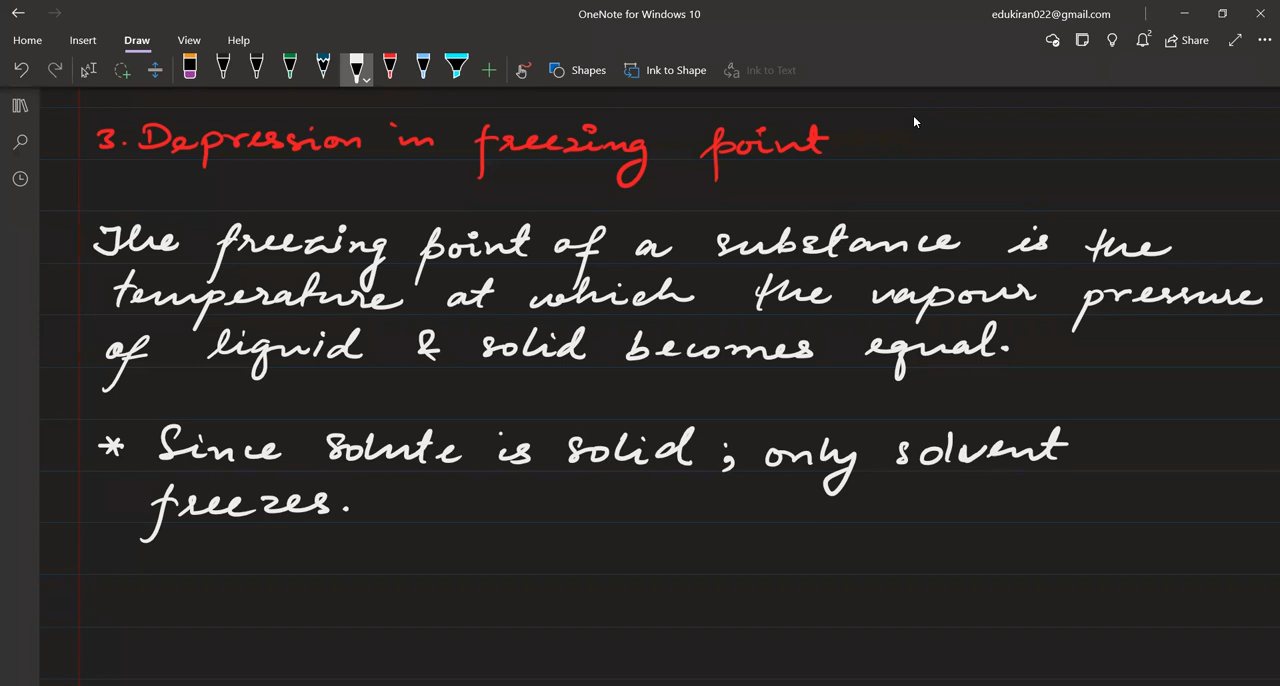 OneNote for Windows 10
edukiran022@gmail.com
Home Insert Draw View Help
Share
Shapes Ink to Shape Ink to Text
3. Depression in freezing point
The freezing point of a substance is the
temperature at which the vapour pressure
of liquid & solid becomes equal.
* Since solute is solid ; only solvent
freezes.